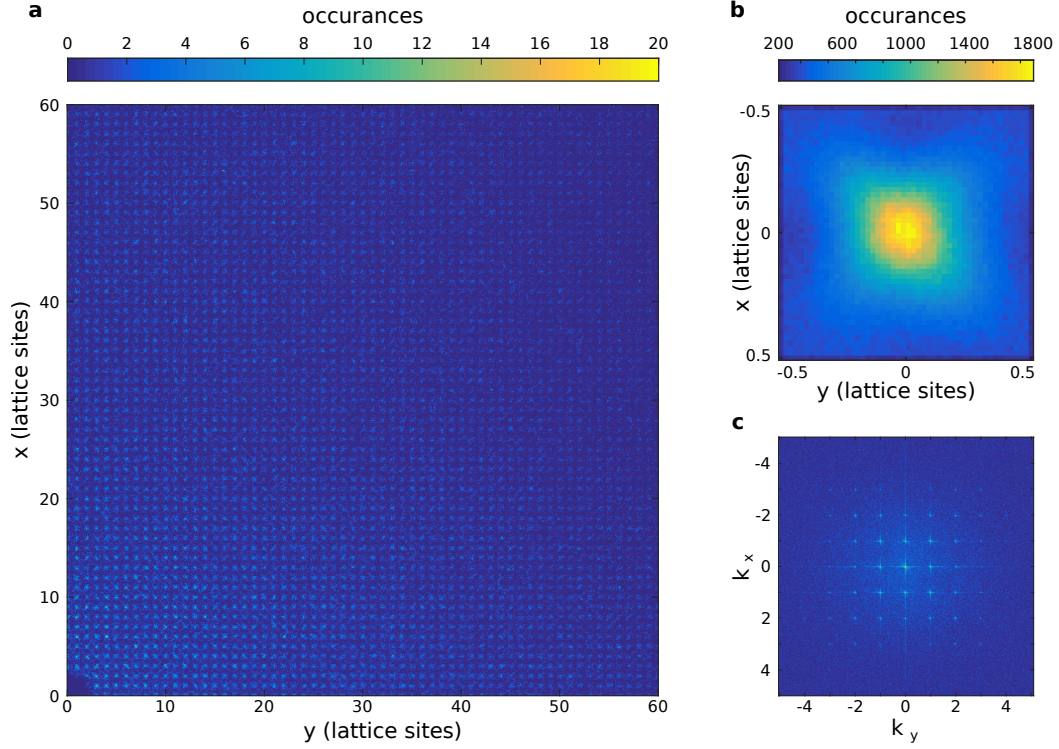 a
occurances
0 2 4 6 8 10 12 14 16 18 20
60
50
40
30
20
10
0
x (lattice sites)
0 10 20 30 40 50 60
y (lattice sites)
b
occurances
200 600 1000 1400 1800
-0.5
0
0.5
x (lattice sites)
-0.5 0 0.5
y (lattice sites)
c
-4
-2
0
2
4
k x
-4 -2 0 2 4
k y